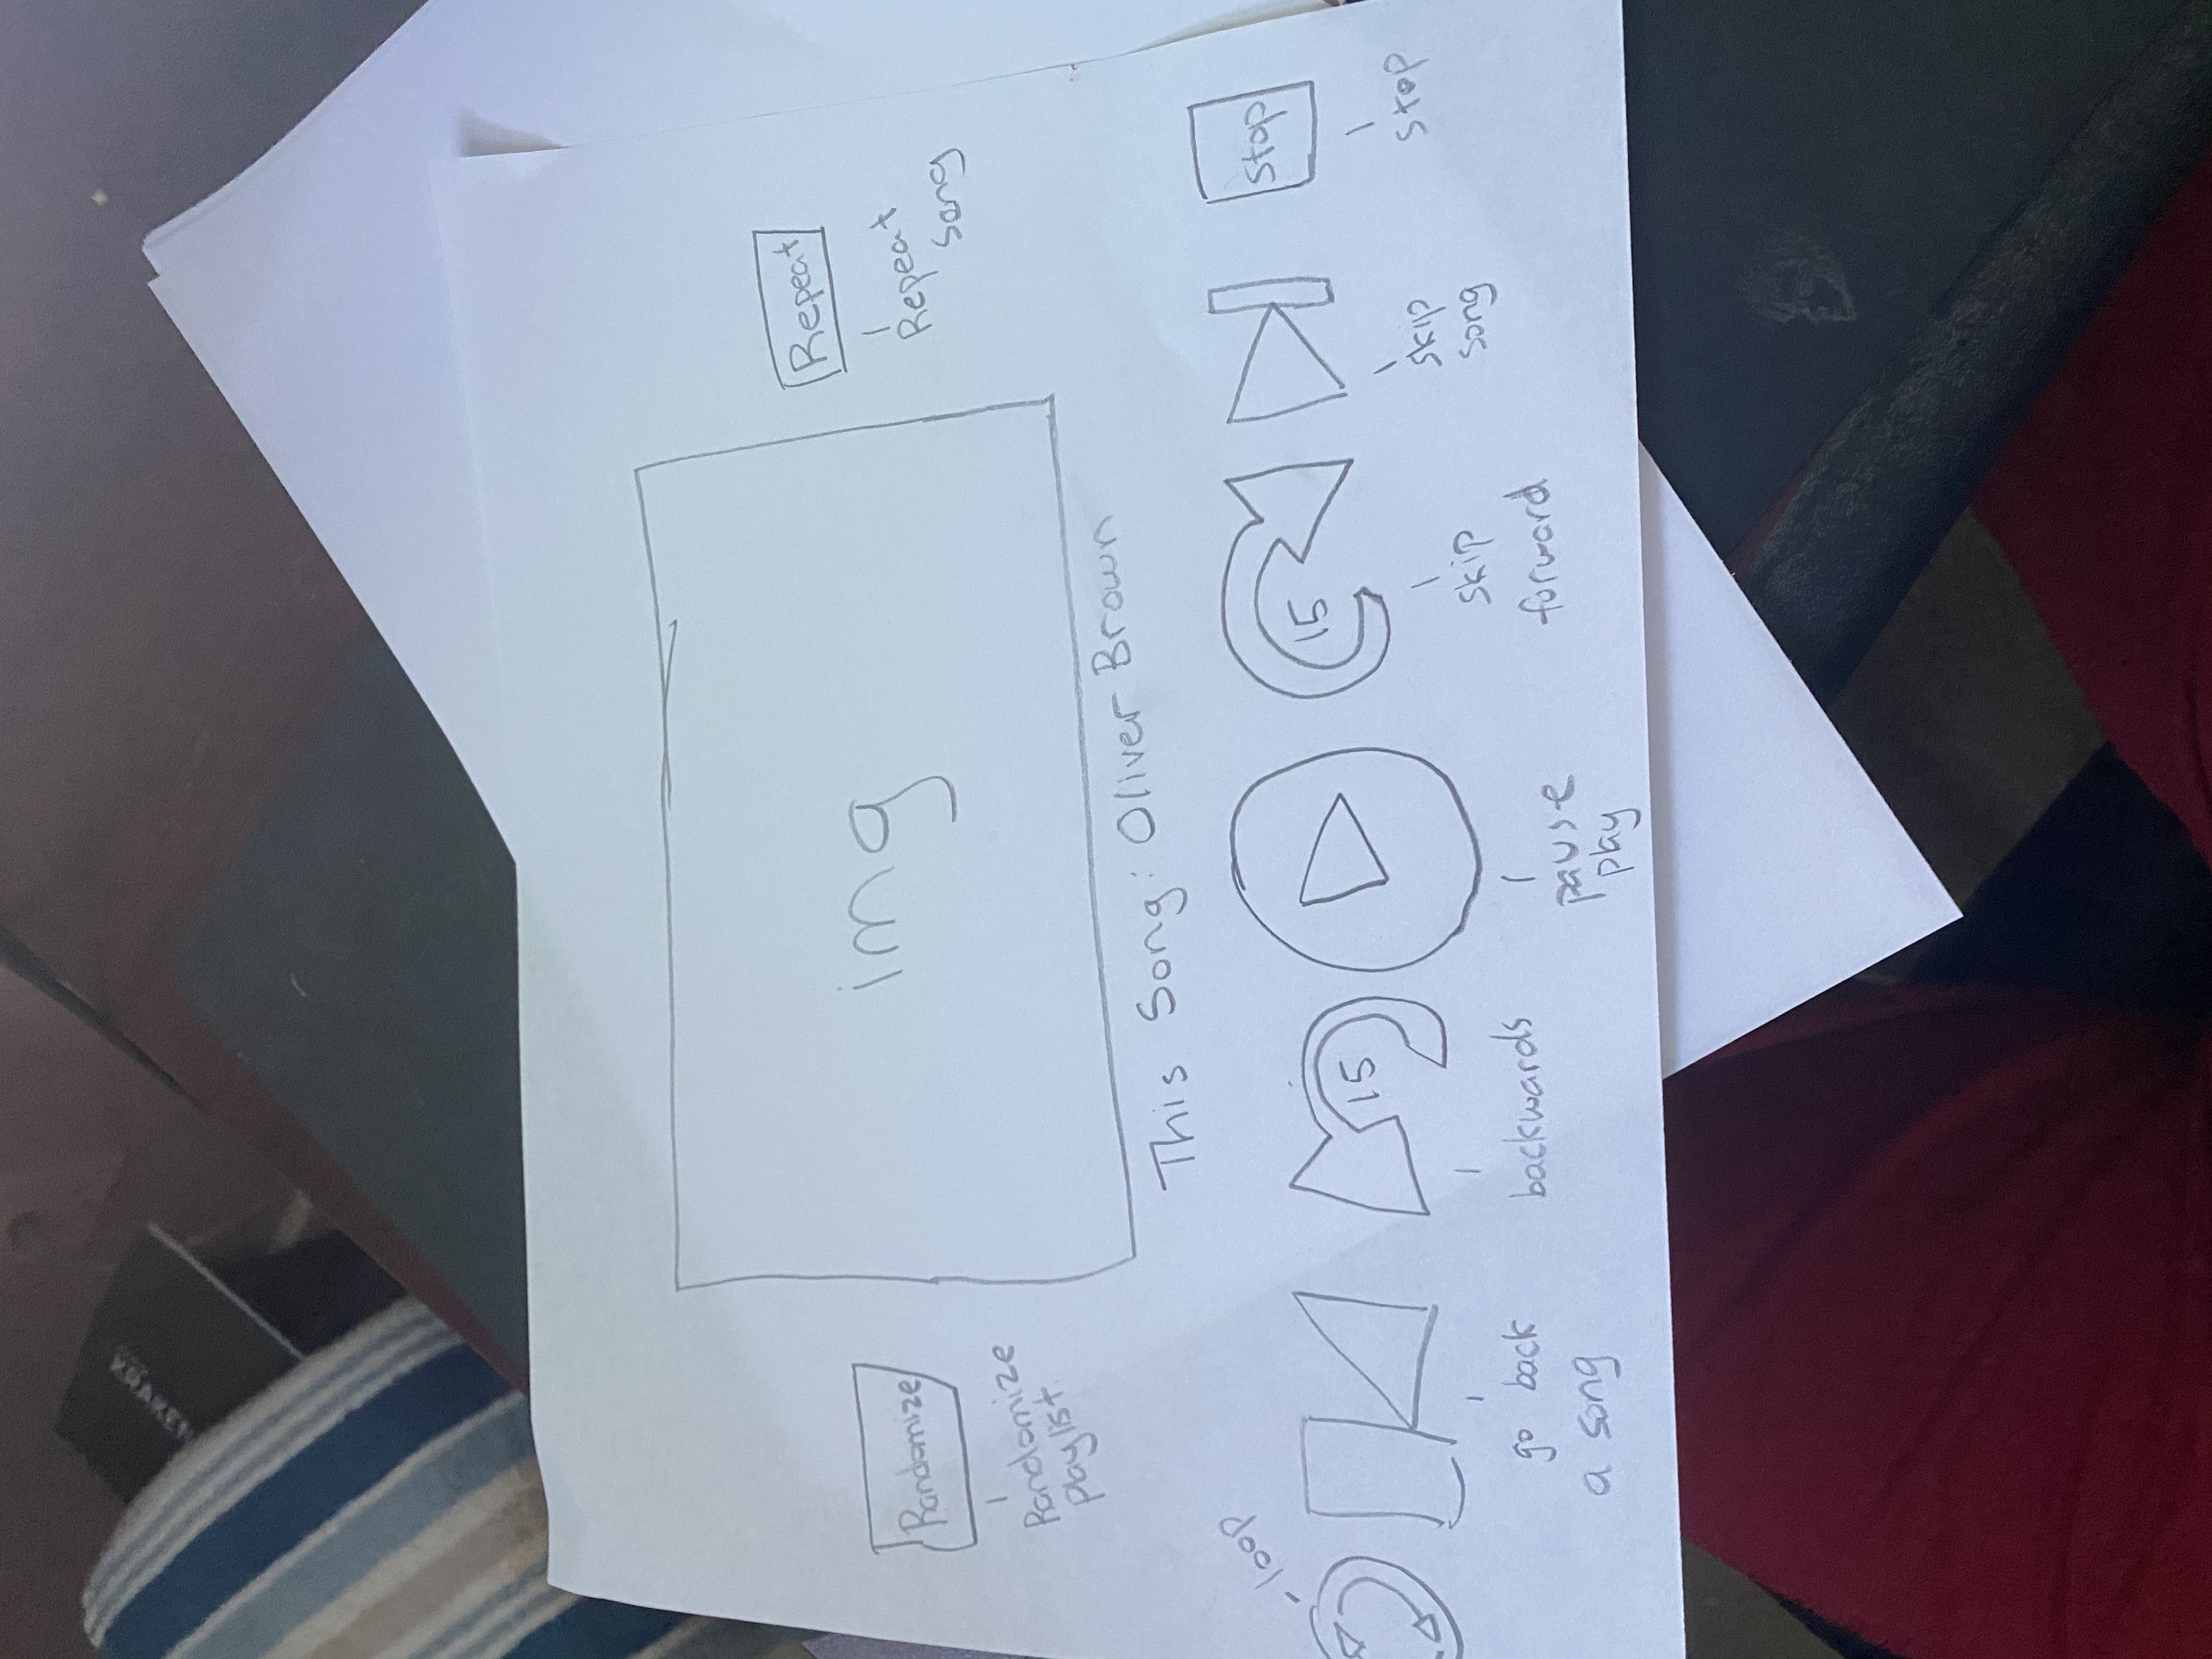 KRAKEN
img
Repeat
Repeat
song
Randomize
Randomize
playlist
This Song: Oliver Brown
loop
15
15
stop
go back
a song
backwards
pause
play
skip
forward
skip
song
stop